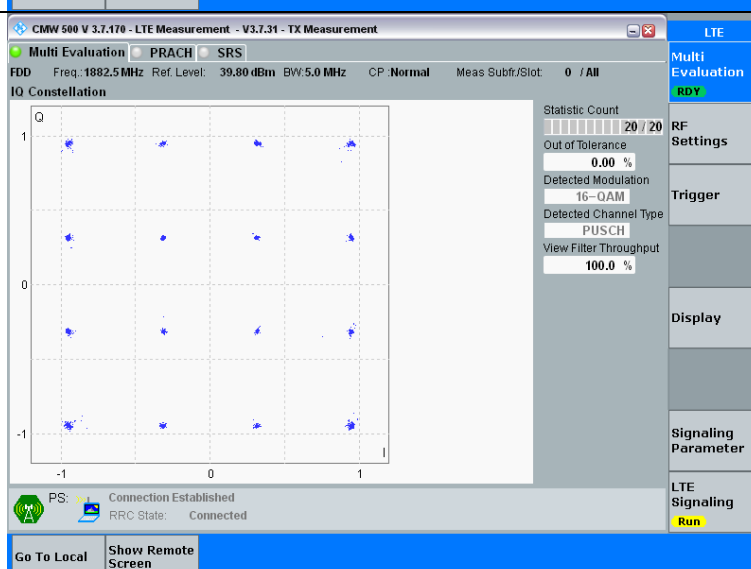 CMW 500 V 3.7.170 - LTE Measurement - V3.7.31 - TX Measurement
LTE
Multi Evaluation PRACH SRS
Multi
Evaluation
RDY
FDD Freq.:1882.5 MHz Ref. Level: 39.80 dBm BW:5.0 MHz CP :Normal Meas Subfr./Slot: 0 / All
IQ Constellation
Q
1
0
-1
I
-1 0 1
Statistic Count
20 / 20
Out of Tolerance
0.00 %
Detected Modulation
16-QAM
Detected Channel Type
PUSCH
View Filter Throughput
100.0 %
RF
Settings
Trigger
Display
Signaling
Parameter
LTE
Signaling
Run
PS: Connection Established
RRC State: Connected
Go To Local
Show Remote
Screen